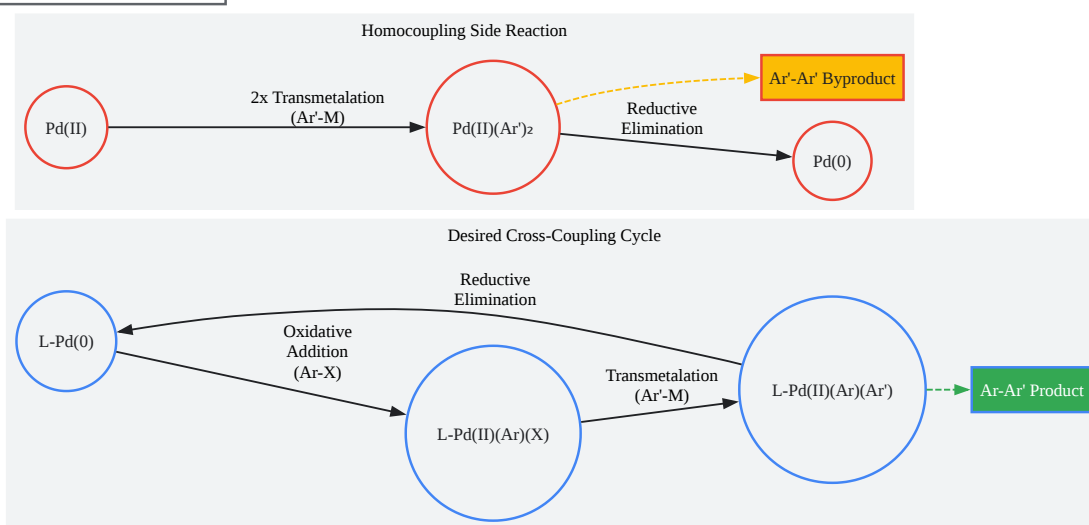 Homocoupling Side Reaction
Pd(II)
2x Transmetalation
(Ar'-M)
Pd(II)(Ar')₂
Ar'-Ar' Byproduct
Reductive
Elimination
Pd(0)
Desired Cross-Coupling Cycle
L-Pd(0)
Reductive
Elimination
Oxidative
Addition
(Ar-X)
L-Pd(II)(Ar)(X)
Transmetalation
(Ar'-M)
L-Pd(II)(Ar)(Ar')
Ar-Ar' Product